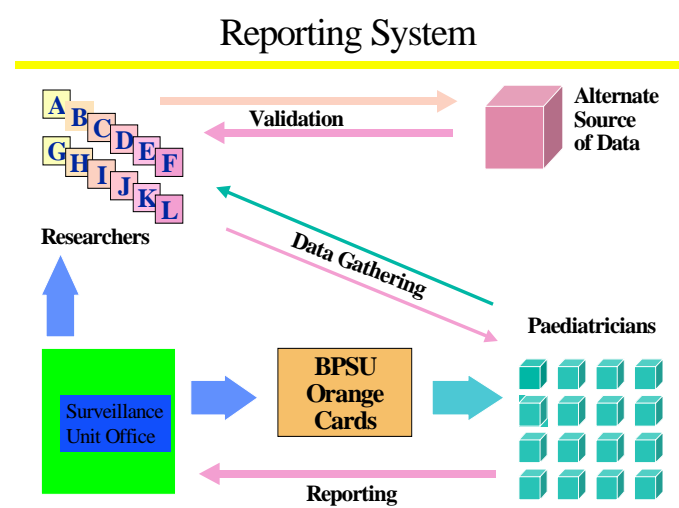 Reporting System
A
B
C
D
E
F
G
H
I
J
K
L
Researchers
Validation
Alternate
Source
of Data
Data Gathering
Paediatricians
Surveillance
Unit Office
BPSU
Orange
Cards
Reporting